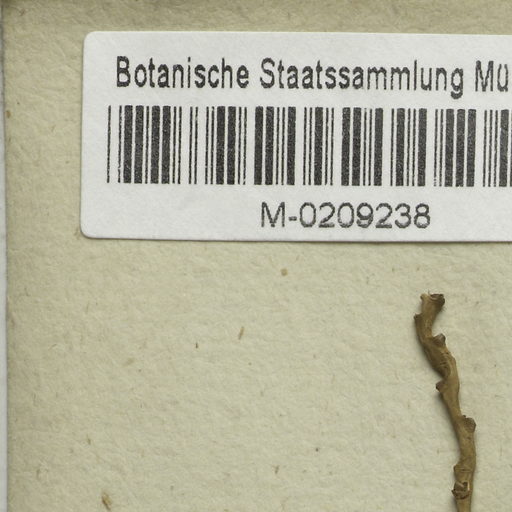 Botanische Staatssammlung Mü
M-0209238